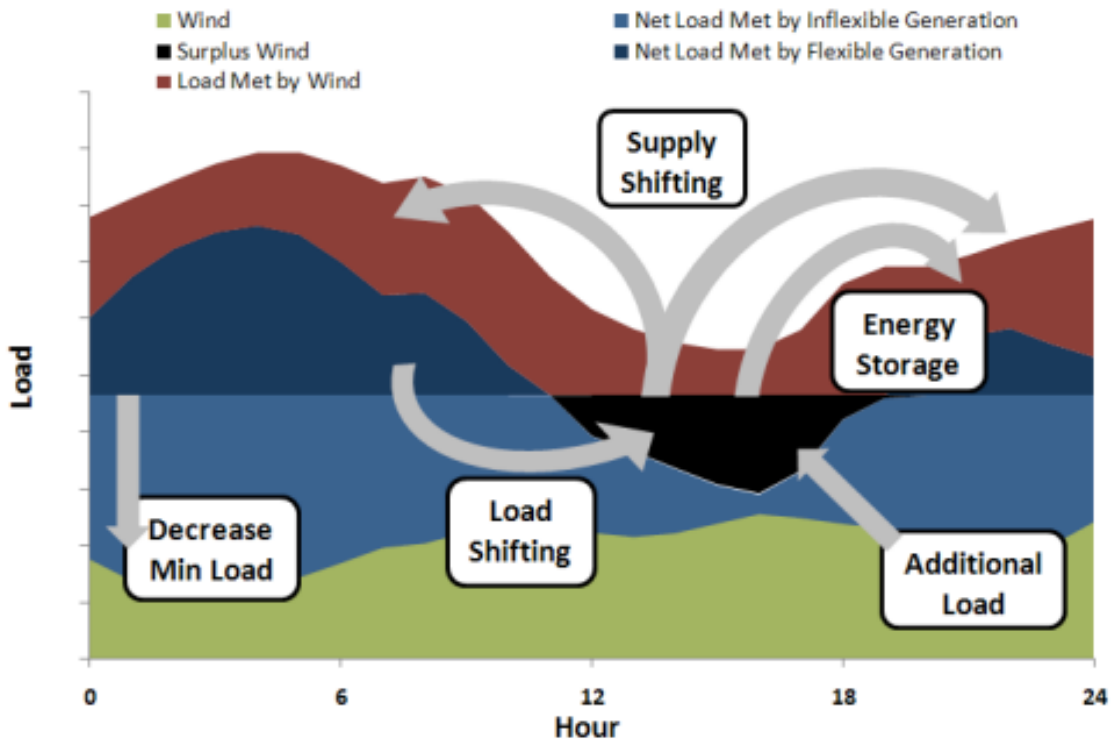 Wind
Surplus Wind
Load Met by Wind
Net Load Met by Inflexible Generation
Net Load Met by Flexible Generation
Supply
Shifting
Energy
Storage
Load
Shifting
Decrease
Min Load
Additional
Load
Load
0
6
12
18
24
Hour